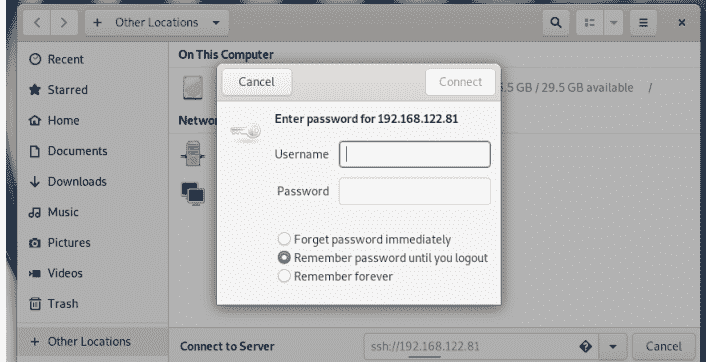 + Other Locations
Recent
Starred
Home
Documents
Downloads
Music
Pictures
Videos
Trash
+ Other Locations
On This Computer
.5 GB / 29.5 GB available /
Cancel
Connect
Enter password for 192.168.122.81
Username
Password
Forget password immediately
Remember password until you logout
Remember forever
Connect to Server
ssh://192.168.122.81
Cancel